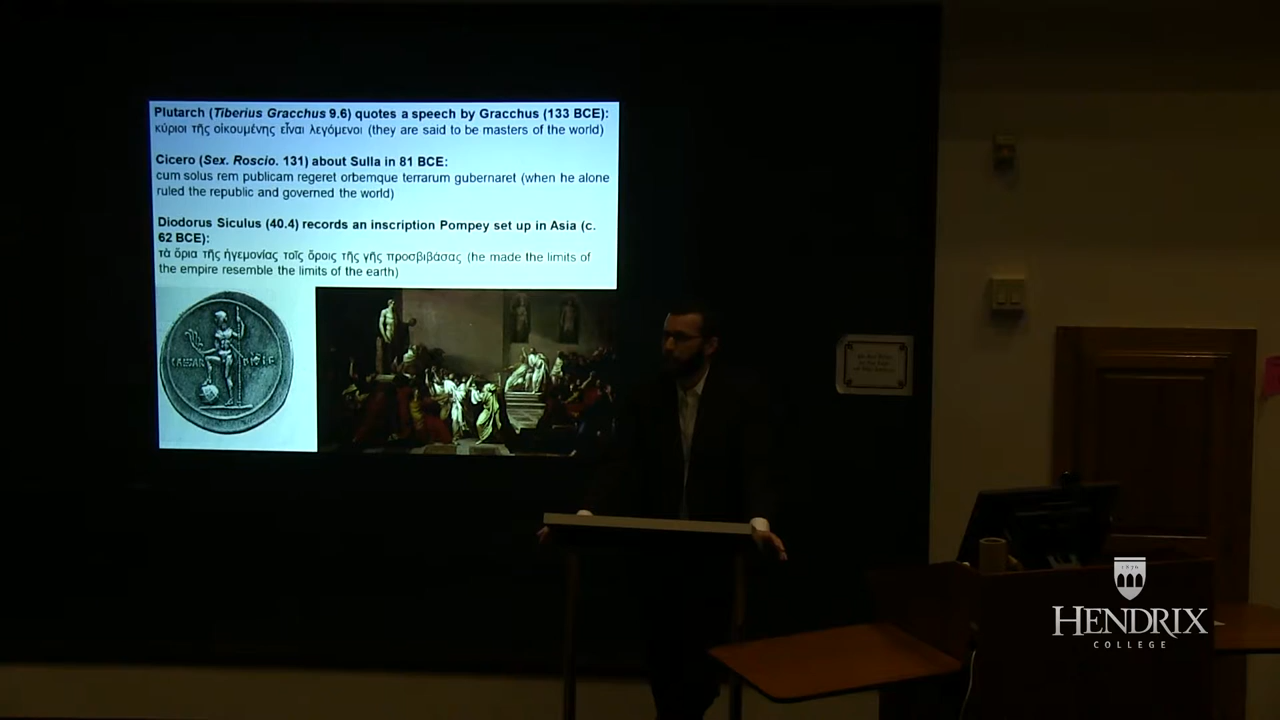 Plutarch (Tiberius Gracchus 9.6) quotes a speech by Gracchus (133 BCE):
κύριοι τῆς οἰκουμένης εἶναι λεγόμενοι (they are said to be masters of the world)
Cicero (Sex. Roscio. 131) about Sulla in 81 BCE:
cum solus rem publicam regeret orbemque terrarum gubernaret (when he alone
ruled the republic and governed the world)
Diodorus Siculus (40.4) records an inscription Pompey set up in Asia (c.
62 BCE):
τὰ ὅρια τῆς ἡγεμονίας τοῖς ὅροις τῆς γῆς προσβιβάσας (he made the limits of
the empire resemble the limits of the earth)
CAESAR DIVI F
1876
HENDRIX
COLLEGE